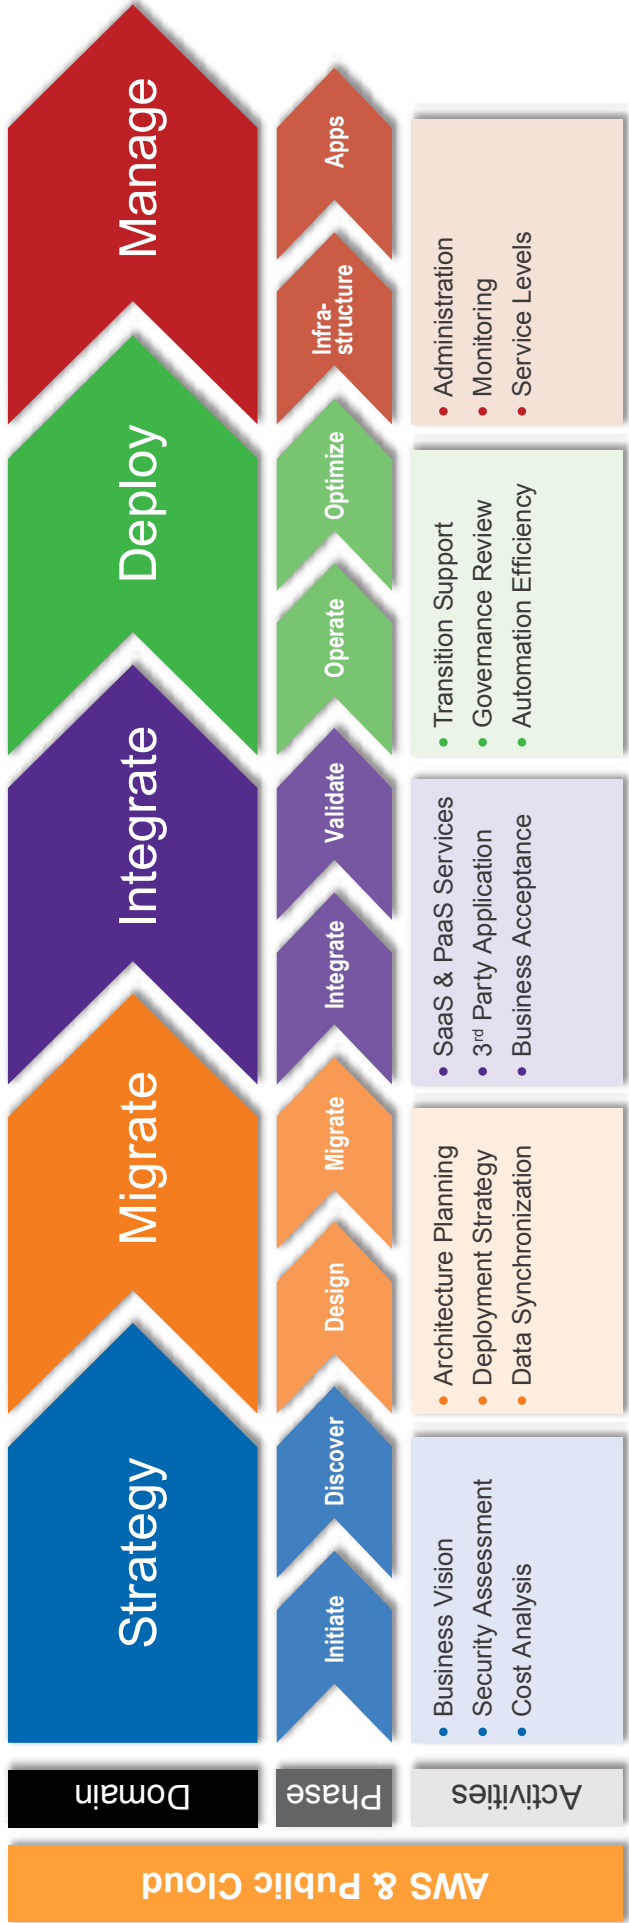 AWS & Public Cloud
Domain
Strategy
Migrate
Integrate
Deploy
Manage
Phase
Initiate
Discover
Design
Migrate
Integrate
Validate
Operate
Optimize
Infra-
structure
Apps
Activities
• Business Vision
• Security Assessment
• Cost Analysis
• Architecture Planning
• Deployment Strategy
• Data Synchronization
• SaaS & PaaS Services
• 3rd Party Application
• Business Acceptance
• Transition Support
• Governance Review
• Automation Efficiency
• Administration
• Monitoring
• Service Levels